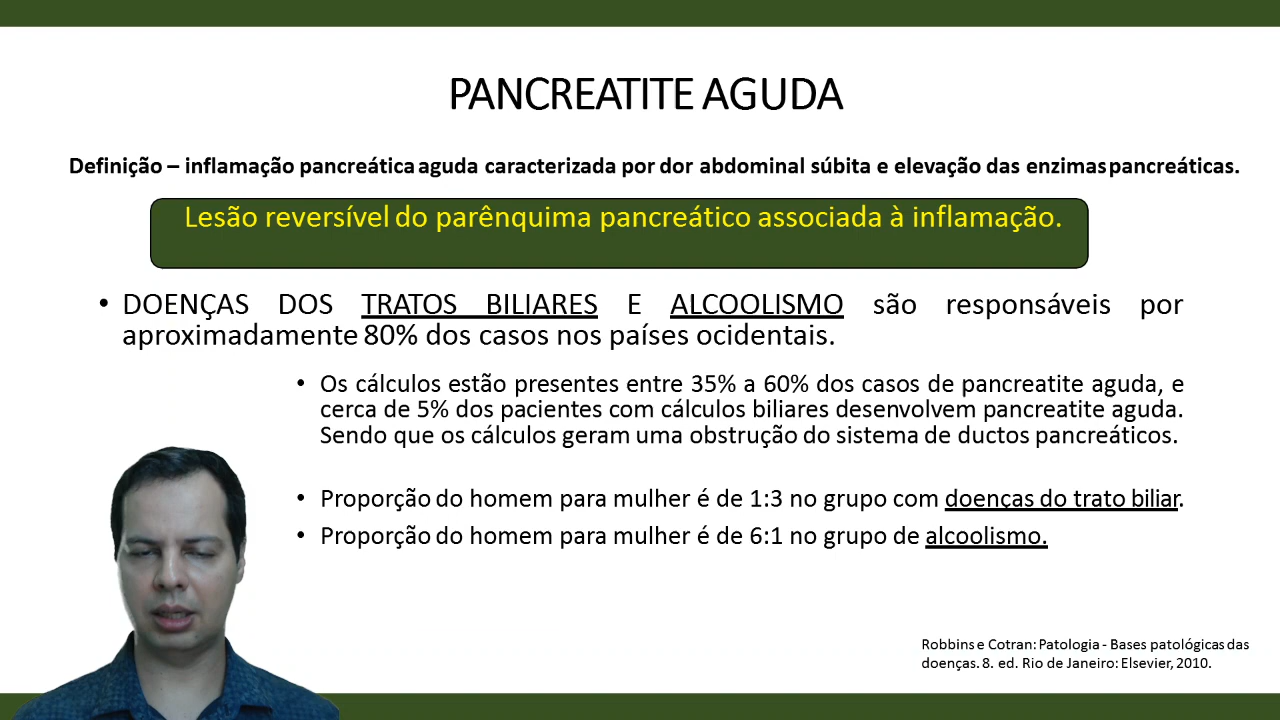 PANCREATITE AGUDA
Definição – inflamação pancreática aguda caracterizada por dor abdominal súbita e elevação das enzimas pancreáticas.
Lesão reversível do parênquima pancreático associada à inflamação.
• DOENÇAS DOS TRATOS BILIARES E ALCOOLISMO são responsáveis por
aproximadamente 80% dos casos nos países ocidentais.
• Os cálculos estão presentes entre 35% a 60% dos casos de pancreatite aguda, e
cerca de 5% dos pacientes com cálculos biliares desenvolvem pancreatite aguda.
Sendo que os cálculos geram uma obstrução do sistema de ductos pancreáticos.
• Proporção do homem para mulher é de 1:3 no grupo com doenças do trato biliar.
• Proporção do homem para mulher é de 6:1 no grupo de alcoolismo.
Robbins e Cotran: Patologia - Bases patológicas das
doenças. 8. ed. Rio de Janeiro: Elsevier, 2010.